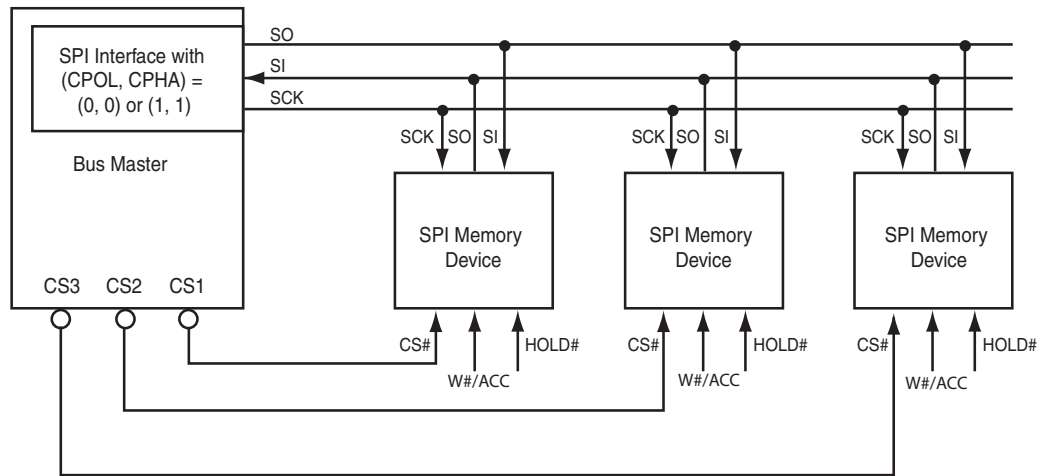 SO
SPI Interface with
(CPOL, CPHA) =
(0, 0) or (1, 1)
SI
SCK
Bus Master
SCK SO SI
SCK SO SI
SCK SO SI
SPI Memory
Device
SPI Memory
Device
SPI Memory
Device
CS3 CS2 CS1
CS#
W#/ACC
HOLD#
CS#
W#/ACC
HOLD#
CS#
W#/ACC
HOLD#